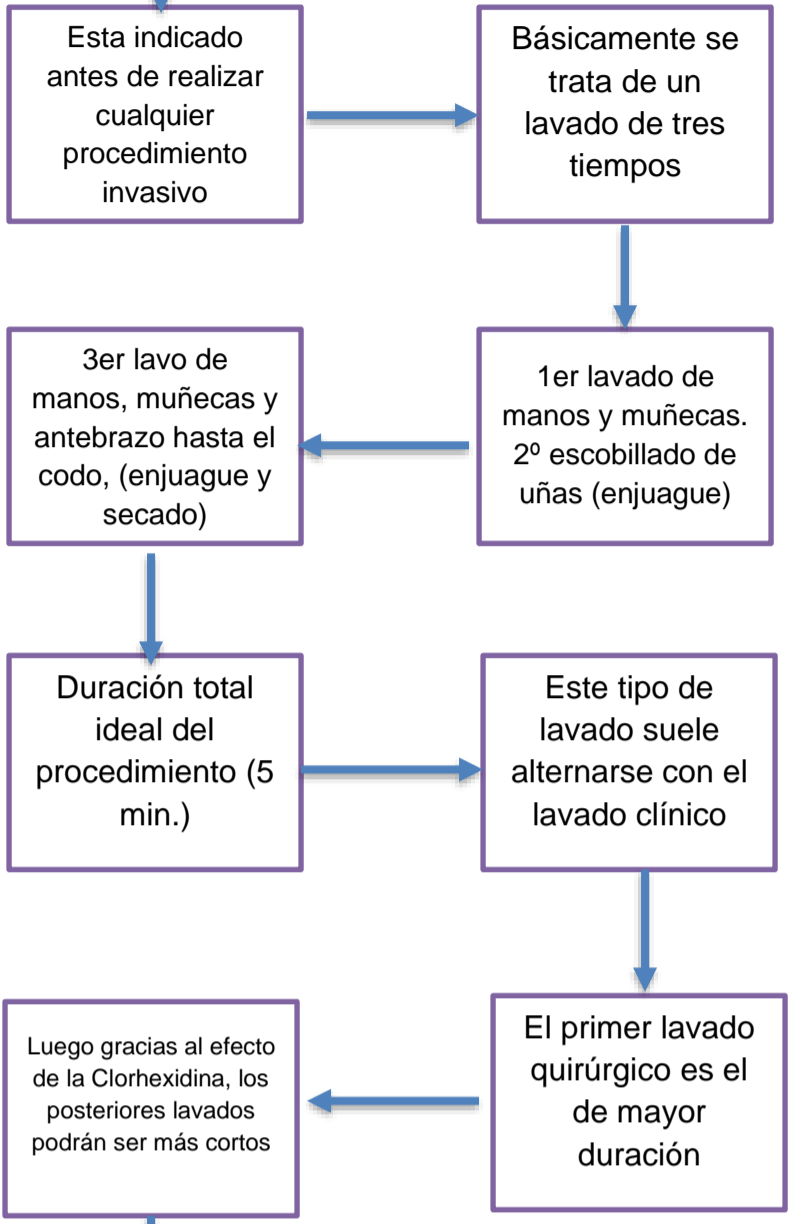 Esta indicado
antes de realizar
cualquier
procedimiento
invasivo
Básicamente se
trata de un
lavado de tres
tiempos
1er lavado de
manos y muñecas.
2º escobillado de
uñas (enjuague)
3er lavo de
manos, muñecas y
antebrazo hasta el
codo, (enjuague y
secado)
Duración total
ideal del
procedimiento (5
min.)
Este tipo de
lavado suele
alternarse con el
lavado clínico
El primer lavado
quirúrgico es el
de mayor
duración
Luego gracias al efecto
de la Clorhexidina, los
posteriores lavados
podrán ser más cortos